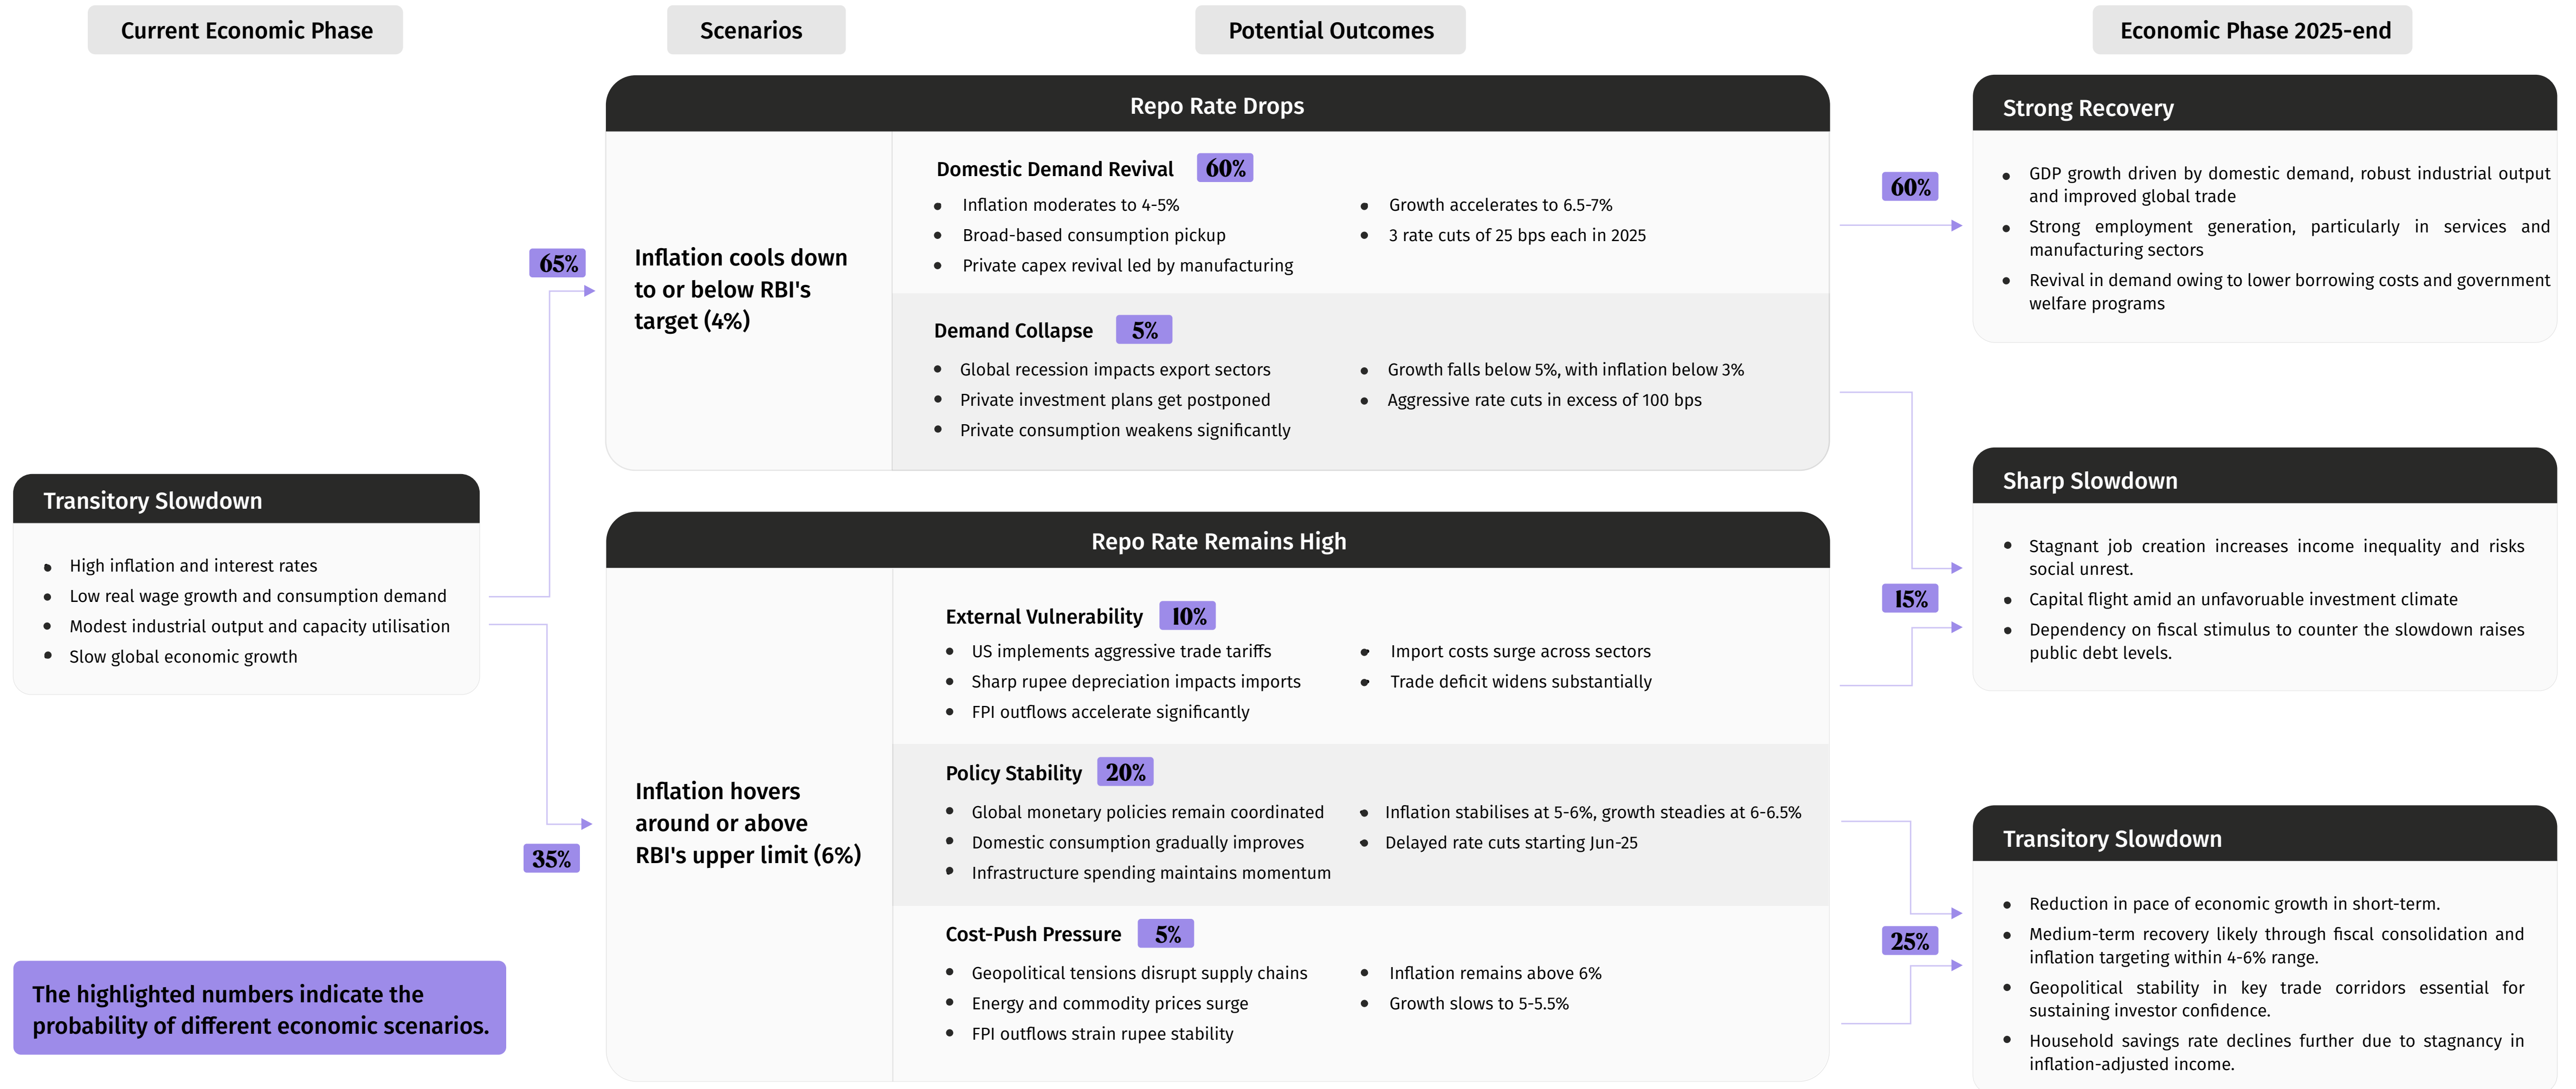 Current Economic Phase
Scenarios
Potential Outcomes
Economic Phase 2025-end
Transitory Slowdown
High inflation and interest rates
Low real wage growth and consumption demand
Modest industrial output and capacity utilisation
Slow global economic growth
The highlighted numbers indicate the
probability of different economic scenarios.
65%
35%
Repo Rate Drops
Inflation cools down
to or below RBI's
target (4%)
Domestic Demand Revival 60%
Inflation moderates to 4-5%
Broad-based consumption pickup
Private capex revival led by manufacturing
Growth accelerates to 6.5-7%
3 rate cuts of 25 bps each in 2025
Demand Collapse 5%
Global recession impacts export sectors
Private investment plans get postponed
Private consumption weakens significantly
Growth falls below 5%, with inflation below 3%
Aggressive rate cuts in excess of 100 bps
Repo Rate Remains High
Inflation hovers
around or above
RBI's upper limit (6%)
External Vulnerability 10%
US implements aggressive trade tariffs
Sharp rupee depreciation impacts imports
FPI outflows accelerate significantly
Import costs surge across sectors
Trade deficit widens substantially
Policy Stability 20%
Global monetary policies remain coordinated
Domestic consumption gradually improves
Infrastructure spending maintains momentum
Inflation stabilises at 5-6%, growth steadies at 6-6.5%
Delayed rate cuts starting Jun-25
Cost-Push Pressure 5%
Geopolitical tensions disrupt supply chains
Energy and commodity prices surge
FPI outflows strain rupee stability
Inflation remains above 6%
Growth slows to 5-5.5%
60%
Strong Recovery
GDP growth driven by domestic demand, robust industrial output
and improved global trade
Strong employment generation, particularly in services and
manufacturing sectors
Revival in demand owing to lower borrowing costs and government
welfare programs
15%
Sharp Slowdown
Stagnant job creation increases income inequality and risks
social unrest.
Capital flight amid an unfavoruable investment climate
Dependency on fiscal stimulus to counter the slowdown raises
public debt levels.
25%
Transitory Slowdown
Reduction in pace of economic growth in short-term.
Medium-term recovery likely through fiscal consolidation and
inflation targeting within 4-6% range.
Geopolitical stability in key trade corridors essential for
sustaining investor confidence.
Household savings rate declines further due to stagnancy in
inflation-adjusted income.